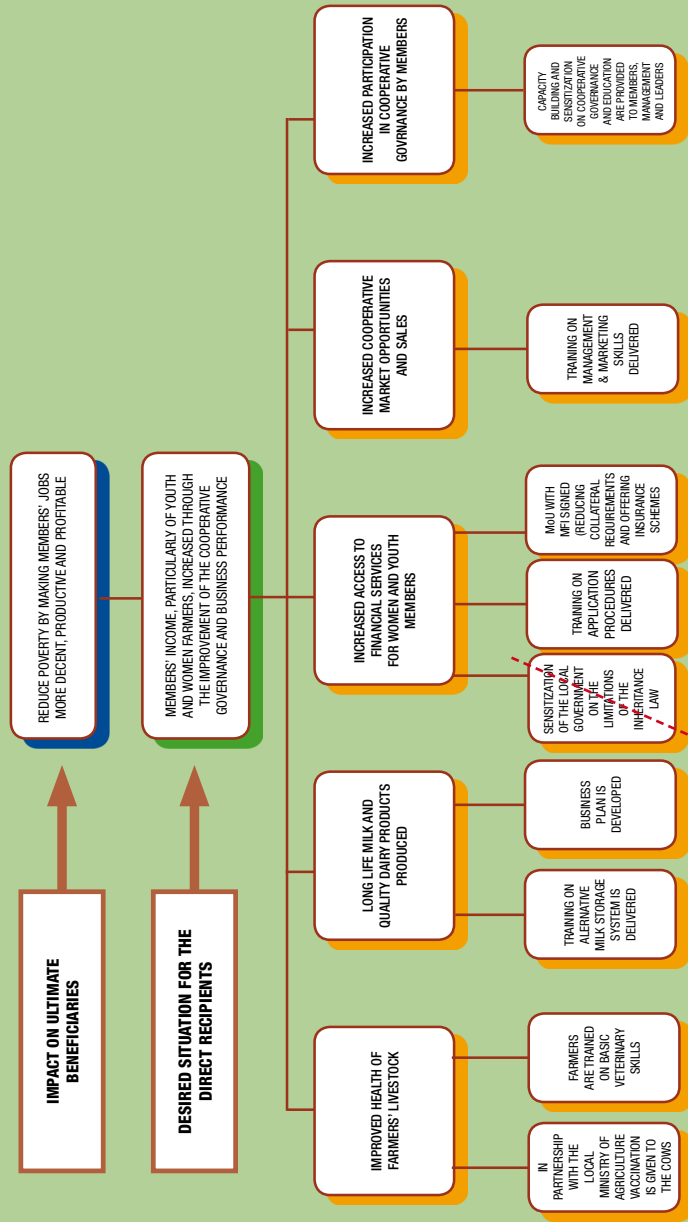 IMPACT ON ULTIMATE
BENEFICIARIES
REDUCE POVERTY BY MAKING MEMBERS' JOBS
MORE DECENT, PRODUCTIVE AND PROFITABLE
DESIRED SITUATION FOR THE
DIRECT RECIPIENTS
MEMBERS' INCOME, PARTICULARLY OF YOUTH
AND WOMEN FARMERS, INCREASED THROUGH
THE IMPROVEMENT OF THE COOPERATIVE
GOVERNANCE AND BUSINESS PERFORMANCE
IMPROVED HEALTH OF
FARMERS' LIVESTOCK
LONG LIFE MILK AND
QUALITY DAIRY PRODUCTS
PRODUCED
INCREASED ACCESS TO
FINANCIAL SERVICES
FOR WOMEN AND YOUTH
MEMBERS
INCREASED COOPERATIVE
MARKET OPPORTUNITIES
AND SALES
INCREASED PARTICIPATION
IN COOPERATIVE
GOVRNANCE BY MEMBERS
IN
PARTNERSHIP
WITH THE
LOCAL
MINISTRY OF
AGRICULTURE
VACCINATION
IS GIVEN TO
THE COWS
FARMERS
ARE TRAINED
ON BASIC
VETERINARY
SKILLS
TRAINING ON
ALERNATIVE
MILK STORAGE
SYSTEM IS
DELIVERED
BUSINESS
PLAN IS
DEVELOPED
SENSITIZATION
OF THE LOCAL
GOVERNMENT
ON THE
LIMITATIONS
OF THE
INHERITANCE
LAW
TRAINING ON
APPLICATION
PROCEDURES
DELIVERED
MoU WITH
MFI SIGNED
(REDUCING
COLLATERAL
REQUIREMENTS
AND OFFERING
INSURANCE
SCHEMES
TRAINING ON
MANAGEMENT
& MARKETING
SKILLS
DELIVERED
CAPACITY
BUILDING AND
SENSITIZATION
ON COOPERATIVE
GOVERNANCE
AND EDUCATION
ARE PROVIDED
TO MEMBERS,
MANAGEMENT
AND LEADERS